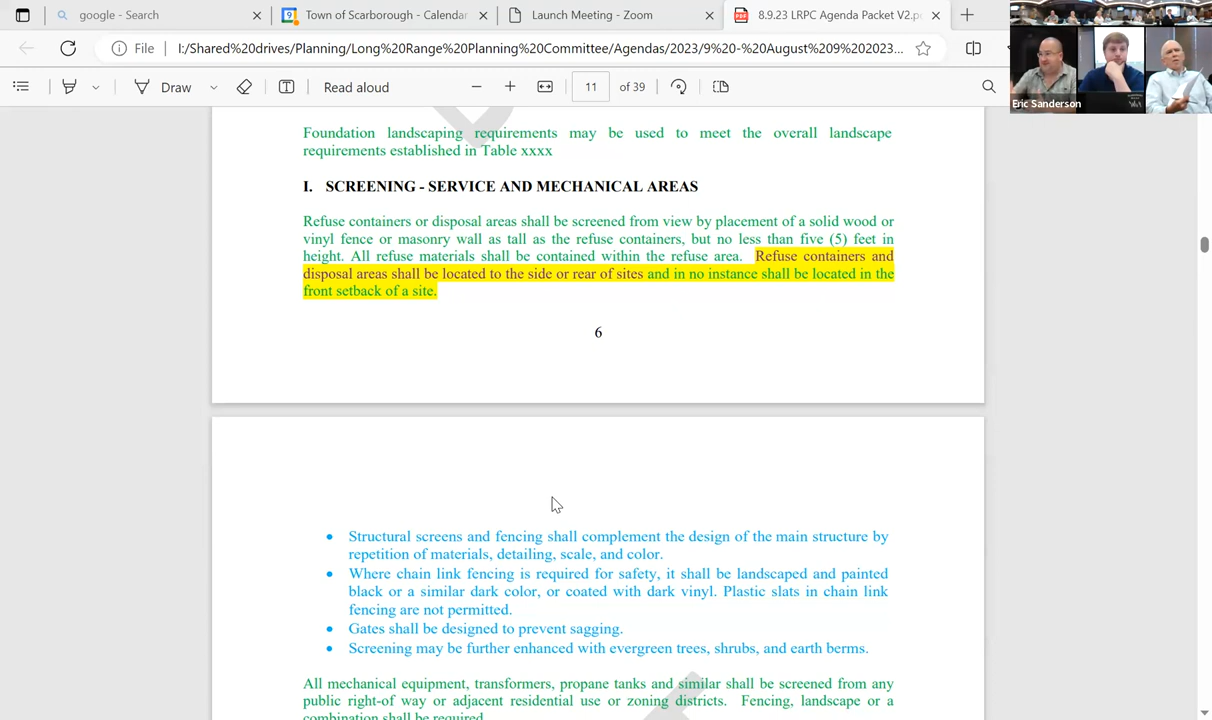 google - Search
Town of Scarborough - Calendar
Launch Meeting - Zoom
8.9.23 LRPC Agenda Packet V2.p
File
I:/Shared%20drives/Planning/Long%20Range%20Planning%20Committee/Agendas/2023/9%20-%20August%209%202023...
Draw
Read aloud
11 of 39
Eric Sanderson
Foundation landscaping requirements may be used to meet the overall landscape
requirements established in Table xxxx
I. SCREENING - SERVICE AND MECHANICAL AREAS
Refuse containers or disposal areas shall be screened from view by placement of a solid wood or
vinyl fence or masonry wall as tall as the refuse containers, but no less than five (5) feet in
height. All refuse materials shall be contained within the refuse area. Refuse containers and
disposal areas shall be located to the side or rear of sites and in no instance shall be located in the
front setback of a site.
6
• Structural screens and fencing shall complement the design of the main structure by
repetition of materials, detailing, scale, and color.
• Where chain link fencing is required for safety, it shall be landscaped and painted
black or a similar dark color, or coated with dark vinyl. Plastic slats in chain link
fencing are not permitted.
• Gates shall be designed to prevent sagging.
• Screening may be further enhanced with evergreen trees, shrubs, and earth berms.
All mechanical equipment, transformers, propane tanks and similar shall be screened from any
public right-of way or adjacent residential use or zoning districts. Fencing, landscape or a
combination shall be required.